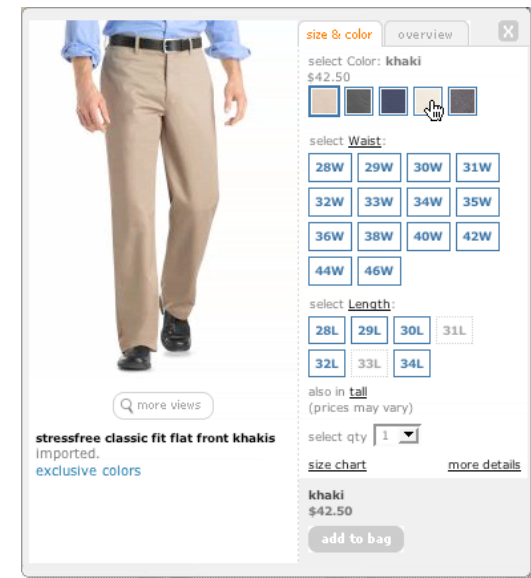 size & color
overview
X
select Color: khaki
$42.50
select Waist:
28W 29W 30W 31W
32W 33W 34W 35W
36W 38W 40W 42W
44W 46W
select Length:
28L 29L 30L 31L
32L 33L 34L
also in tall
(prices may vary)
select qty 1
size chart more details
khaki
$42.50
add to bag
more views
stressfree classic fit flat front khakis
imported.
exclusive colors